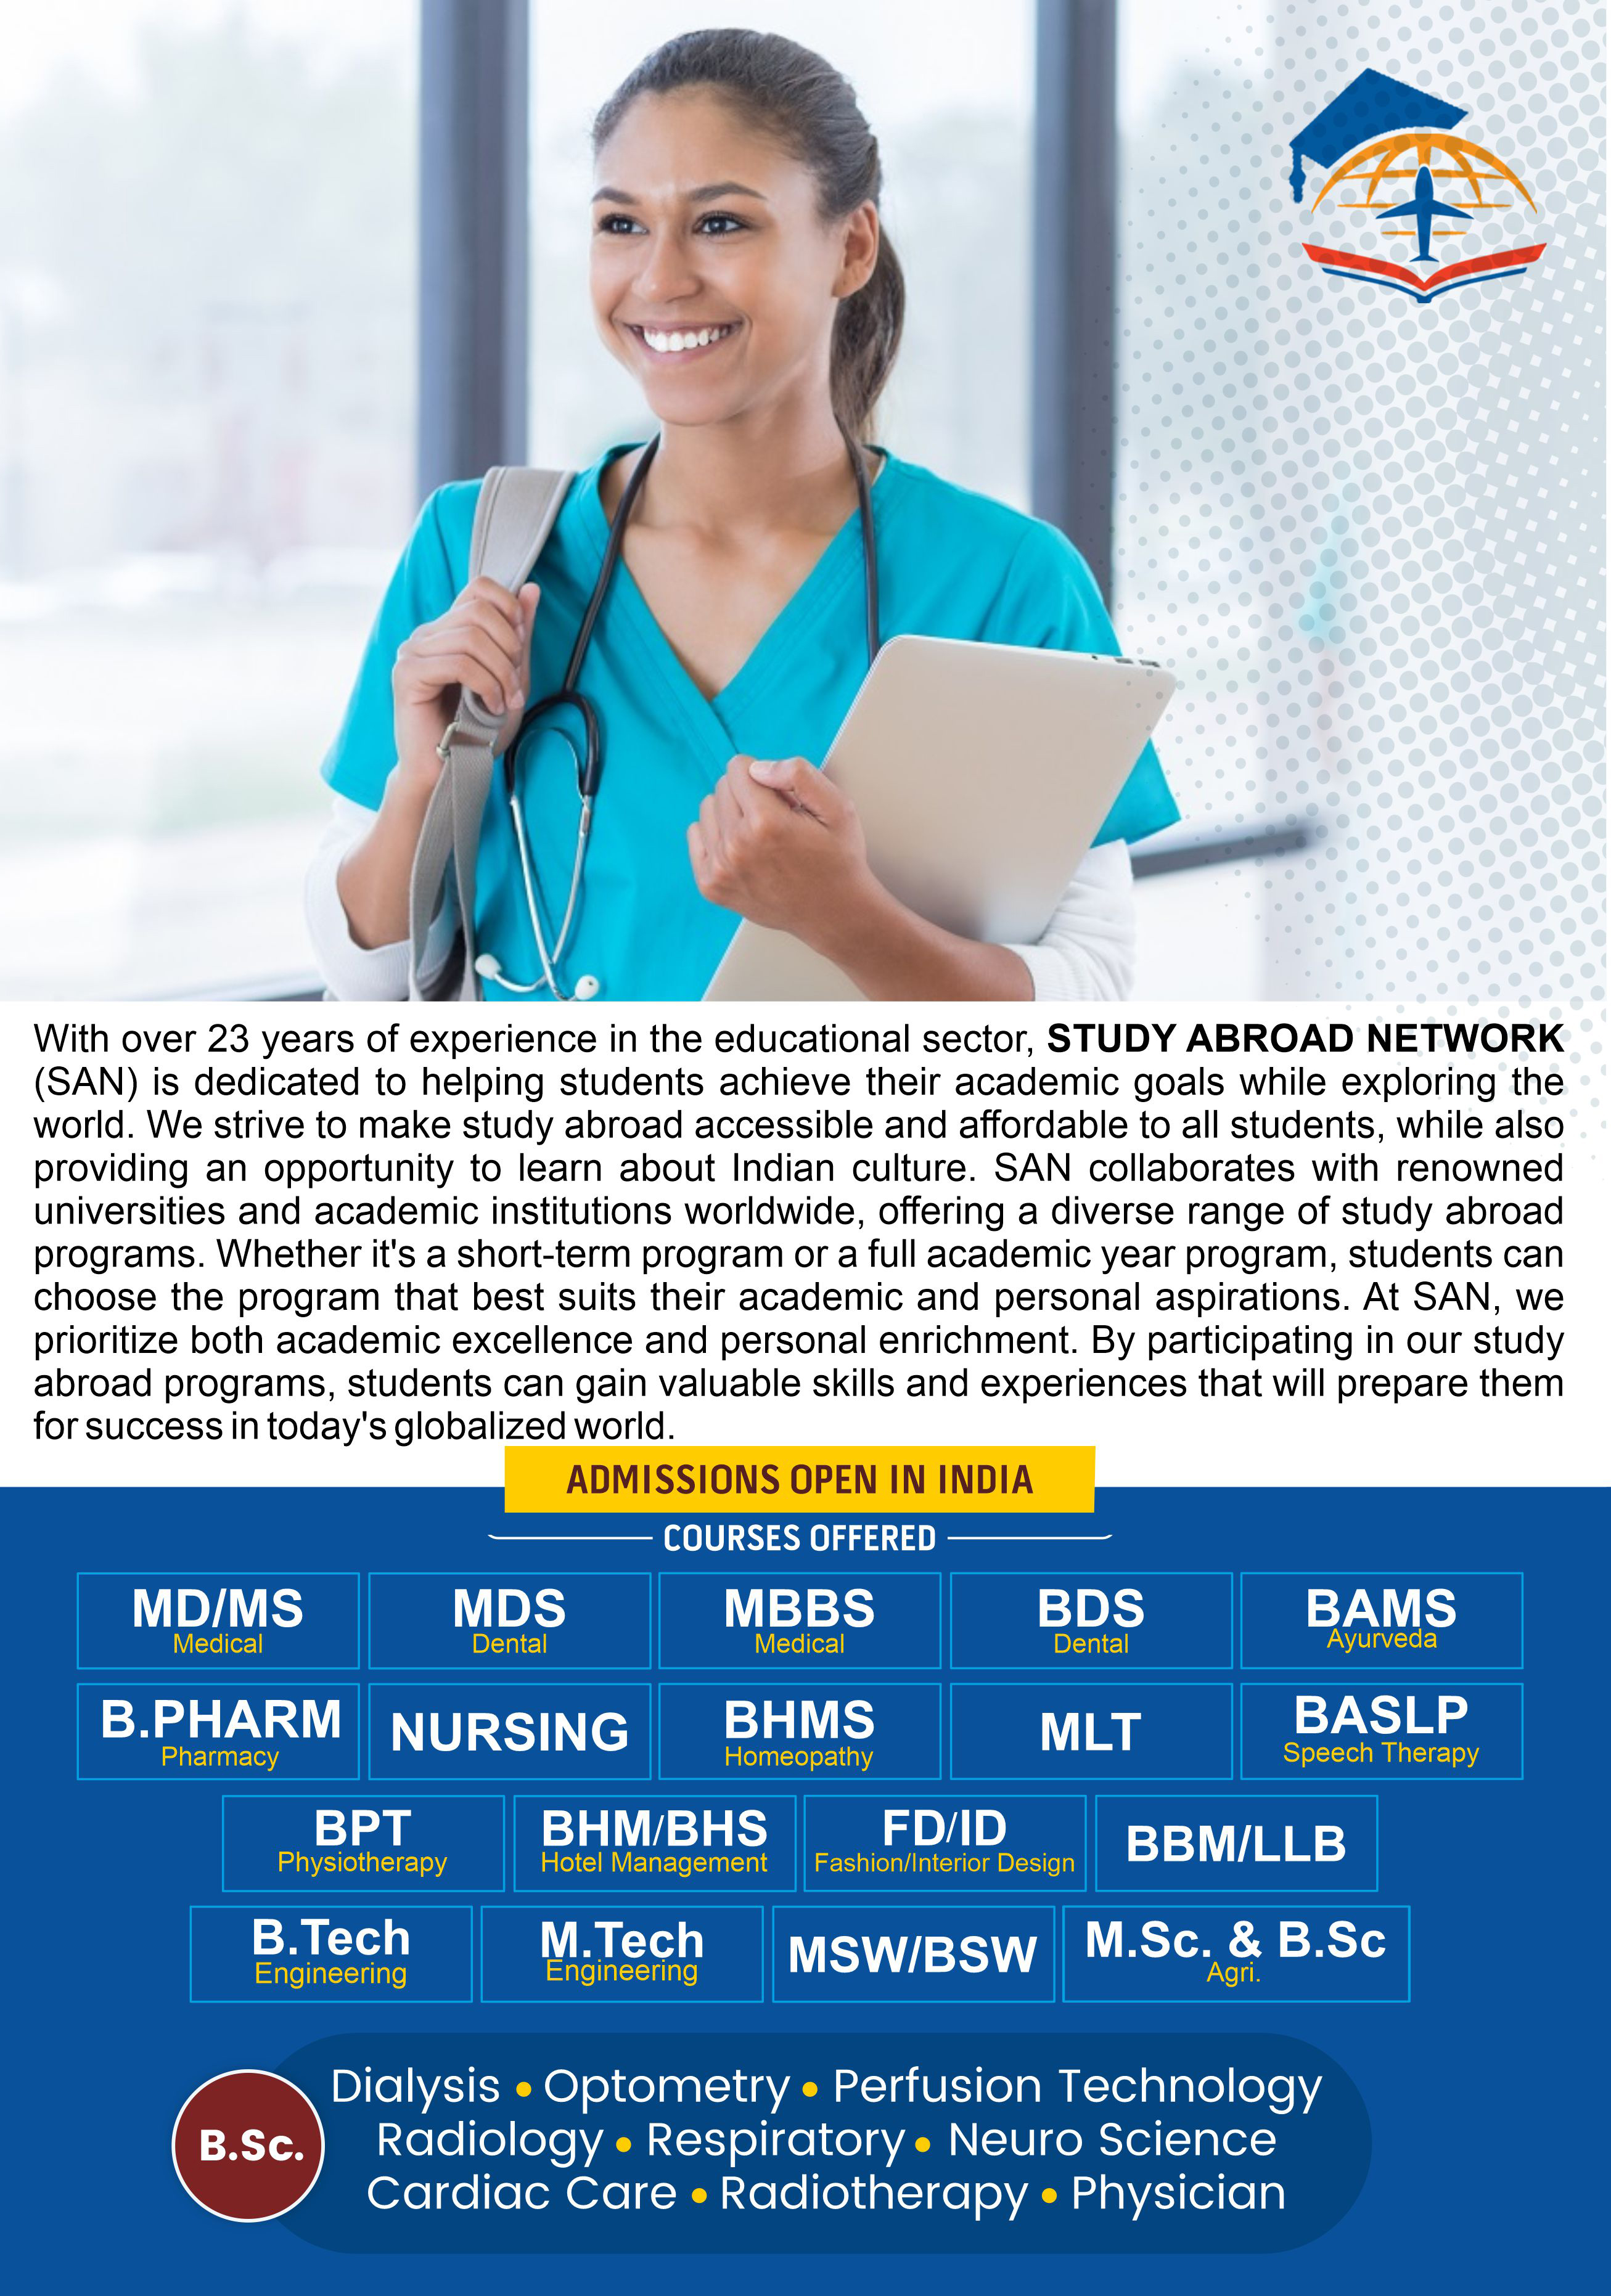 With over 23 years of experience in the educational sector, STUDY ABROAD NETWORK
(SAN) is dedicated to helping students achieve their academic goals while exploring the
world. We strive to make study abroad accessible and affordable to all students, while also
providing an opportunity to learn about Indian culture. SAN collaborates with renowned
universities and academic institutions worldwide, offering a diverse range of study abroad
programs. Whether it's a short-term program or a full academic year program, students can
choose the program that best suits their academic and personal aspirations. At SAN, we
prioritize both academic excellence and personal enrichment. By participating in our study
abroad programs, students can gain valuable skills and experiences that will prepare them
for success in today's globalized world.
ADMISSIONS OPEN IN INDIA
COURSES OFFERED
MD/MS
Medical
MDS
Dental
MBBS
Medical
BDS
Dental
BAMS
Ayurveda
B.PHARM
Pharmacy
NURSING
BHMS
Homeopathy
MLT
BASLP
Speech Therapy
BPT
Physiotherapy
BHM/BHS
Hotel Management
FD/ID
Fashion/Interior Design
BBM/LLB
B.Tech
Engineering
M.Tech
Engineering
MSW/BSW
M.Sc. & B.Sc
Agri.
B.Sc.
Dialysis • Optometry • Perfusion Technology
Radiology • Respiratory • Neuro Science
Cardiac Care • Radiotherapy • Physician